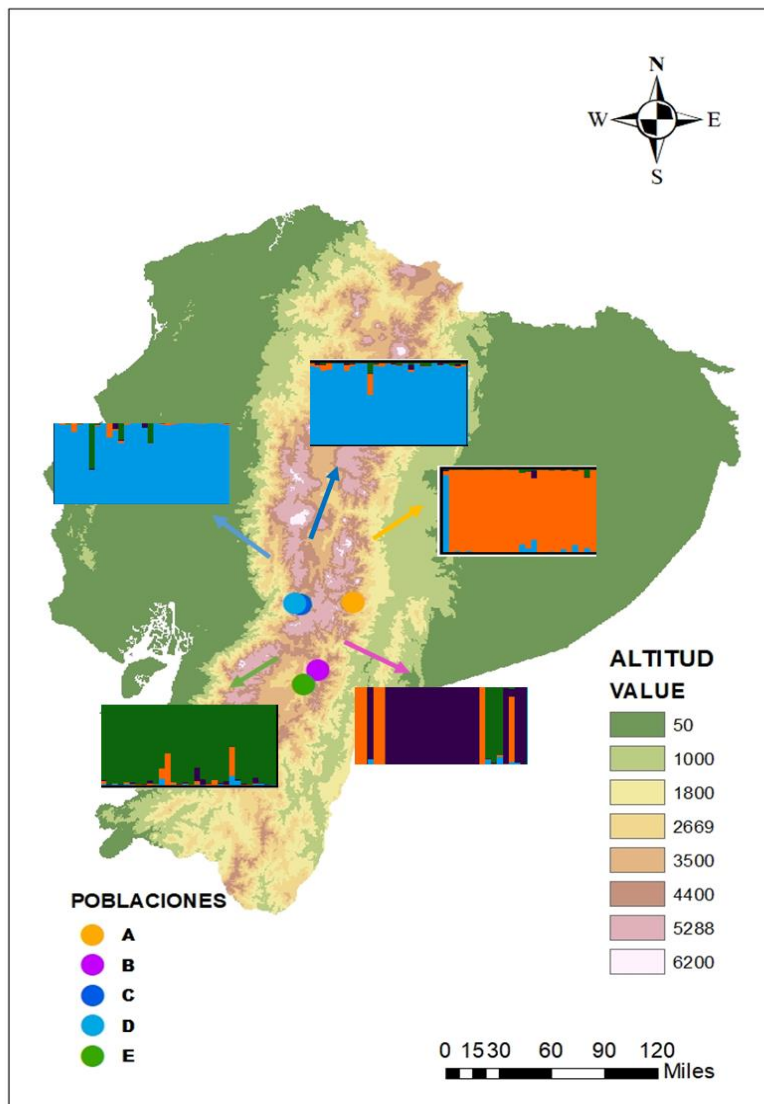 N
W E
S
ALTITUD
VALUE
50
1000
1800
2669
3500
4400
5288
6200
POBLACIONES
A
B
C
D
E
0 15 30 60 90 120
Miles